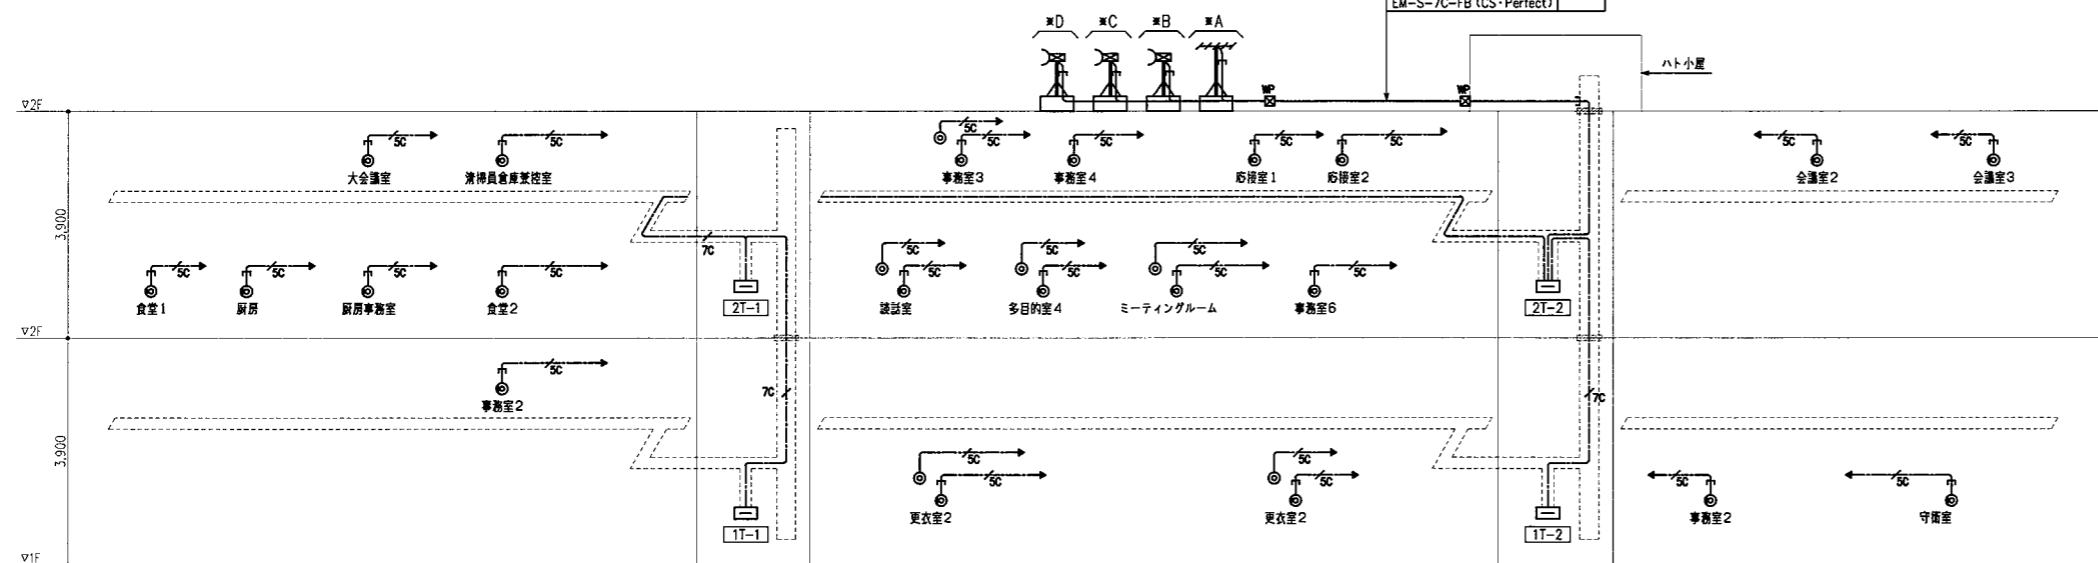 EM-S-7C-FB (CS・Perfect)
※D ※C ※B ※A
ハト小屋
WP WP
▽2F
5C 5C 5C 5C 5C 5C 5C 5C 5C
大会議室 清掃員倉庫兼控室 事務室3 事務室4 応接室1 応接室2 会議室2 会議室3
3,900
7C
5C 5C 5C 5C 5C 5C 5C 5C 5C 5C 5C
食堂1 厨房 厨房事務室 食堂2 2T-1 談話室 多目的室4 ミーティングルーム 事務室6 2T-2
▽2F
5C
事務室2
7C 7C
3,900
5C 5C 5C 5C 5C 5C
更衣室2 更衣室2 事務室2 守衛室
1T-1 1T-2
▽1F